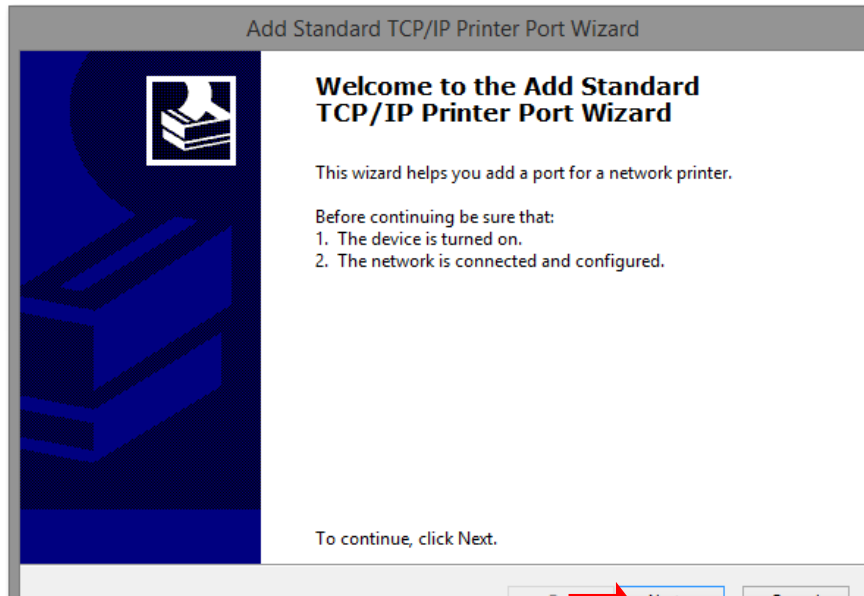 Add Standard TCP/IP Printer Port Wizard
Welcome to the Add Standard
TCP/IP Printer Port Wizard
This wizard helps you add a port for a network printer.
Before continuing be sure that:
1. The device is turned on.
2. The network is connected and configured.
To continue, click Next.